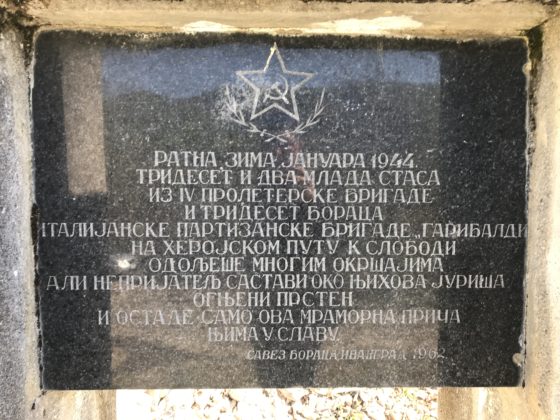 РАТНА ЗИМА ЈАНУАРА 1944.
ТРИДЕСЕТ И ДВА МЛАДА СТАСА
ИЗ IV ПРОЛЕТЕРСКЕ БРИГАДЕ
И ТРИДЕСЕТ БОРАЦА
ИТАЛИЈАНСКЕ ПАРТИЗАНСКЕ БРИГАДЕ „ГАРИБАЛДИ
НА ХЕРОЈСКОМ ПУТУ К СЛОБОДИ
ОДОЉЕШЕ МНОГИМ ОКРШАЈИМА
АЛИ НЕПРИЈАТЕЉ САСТАВИ ОКО ЊИХОВА ЈУРИША
ОГЊЕНИ ПРСТЕН
И ОСТАДЕ САМО ОВА МРАМОРНА ПРИЧА
ЊИМА У СЛАВУ.
САВЕЗ БОРАЦА, ИВАНГРАД 1962.